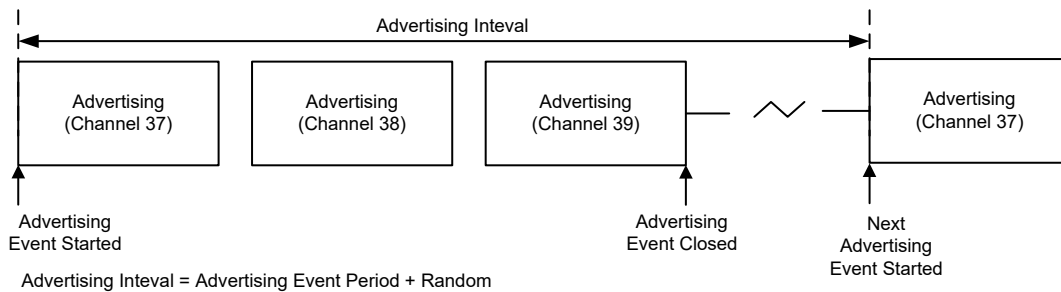 Advertising Inteval
Advertising
(Channel 37)
Advertising
(Channel 38)
Advertising
(Channel 39)
Advertising
(Channel 37)
Advertising
Event Started
Advertising
Event Closed
Next
Advertising
Event Started
Advertising Inteval = Advertising Event Period + Random